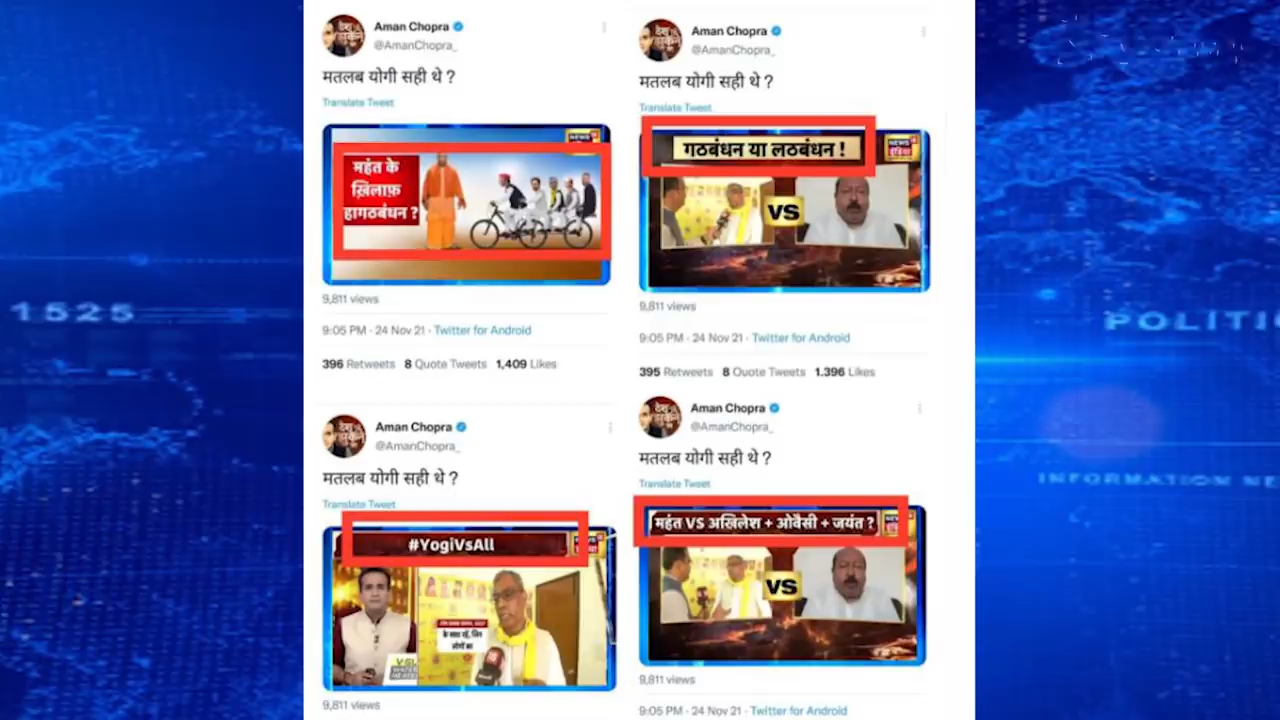 Aman Chopra
@AmanChopra_
मतलब योगी सही थे ?
Translate Tweet
NEWS
महंत के
ख़िलाफ़
हागठबंधन ?
9,811 views
9:05 PM · 24 Nov 21 · Twitter for Android
396 Retweets 8 Quote Tweets 1,409 Likes
Aman Chopra
@AmanChopra_
मतलब योगी सही थे ?
Translate Tweet
गठबंधन या लठबंधन !
NEWS
इंडिया
VS
9,811 views
9:05 PM · 24 Nov 21 · Twitter for Android
395 Retweets 8 Quote Tweets 1,396 Likes
Aman Chopra
@AmanChopra_
मतलब योगी सही थे ?
Translate Tweet
#YogiVsAll
के साथ रहें, जिन
लोगों का
9,811 views
Aman Chopra
@AmanChopra_
मतलब योगी सही थे ?
Translate Tweet
महंत VS अखिलेश + ओवैसी + जयंत ?
VS
9,811 views
9:05 PM · 24 Nov 21 · Twitter for Android
1525
POLITI
INFORMATION NE